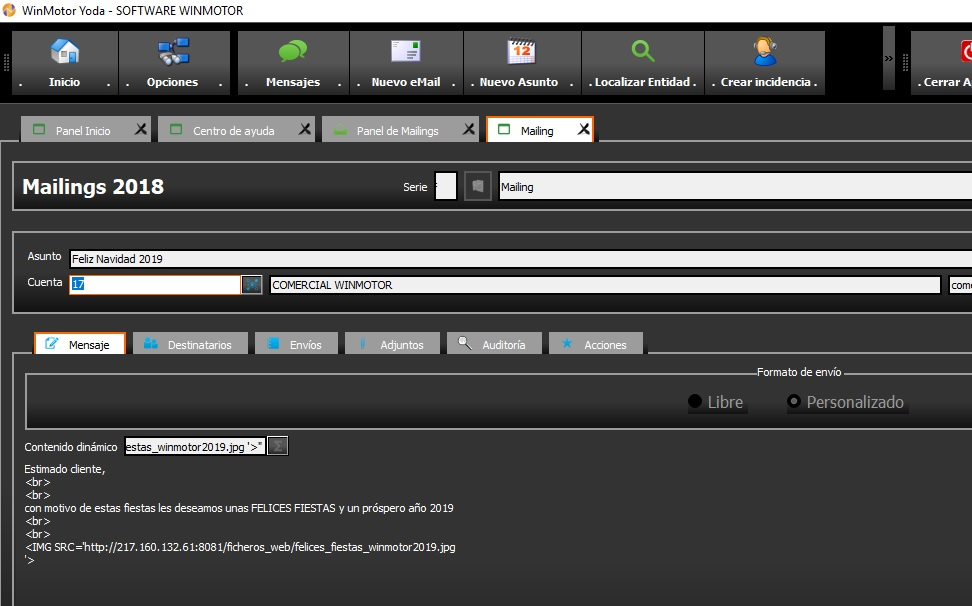 WinMotor Yoda - SOFTWARE WINMOTOR
. Inicio .
. Opciones .
. Mensajes .
. Nuevo eMail .
. Nuevo Asunto .
. Localizar Entidad .
. Crear incidencia .
»
. Cerrar A
12
Panel Inicio
Centro de ayuda
Panel de Mailings
Mailing
Mailings 2018
Serie
Mailing
Asunto
Feliz Navidad 2019
Cuenta
17
COMERCIAL WINMOTOR
come
Mensaje
Destinatarios
Envíos
Adjuntos
Auditoría
Acciones
Formato de envío
Libre
Personalizado
Contenido dinámico
estas_winmotor2019.jpg '>"
Σ
Estimado cliente,
<br>
<br>
con motivo de estas fiestas les deseamos unas FELICES FIESTAS y un próspero año 2019
<br>
<br>
<IMG SRC='http://217.160.132.61:8081/ficheros_web/felices_fiestas_winmotor2019.jpg
'>